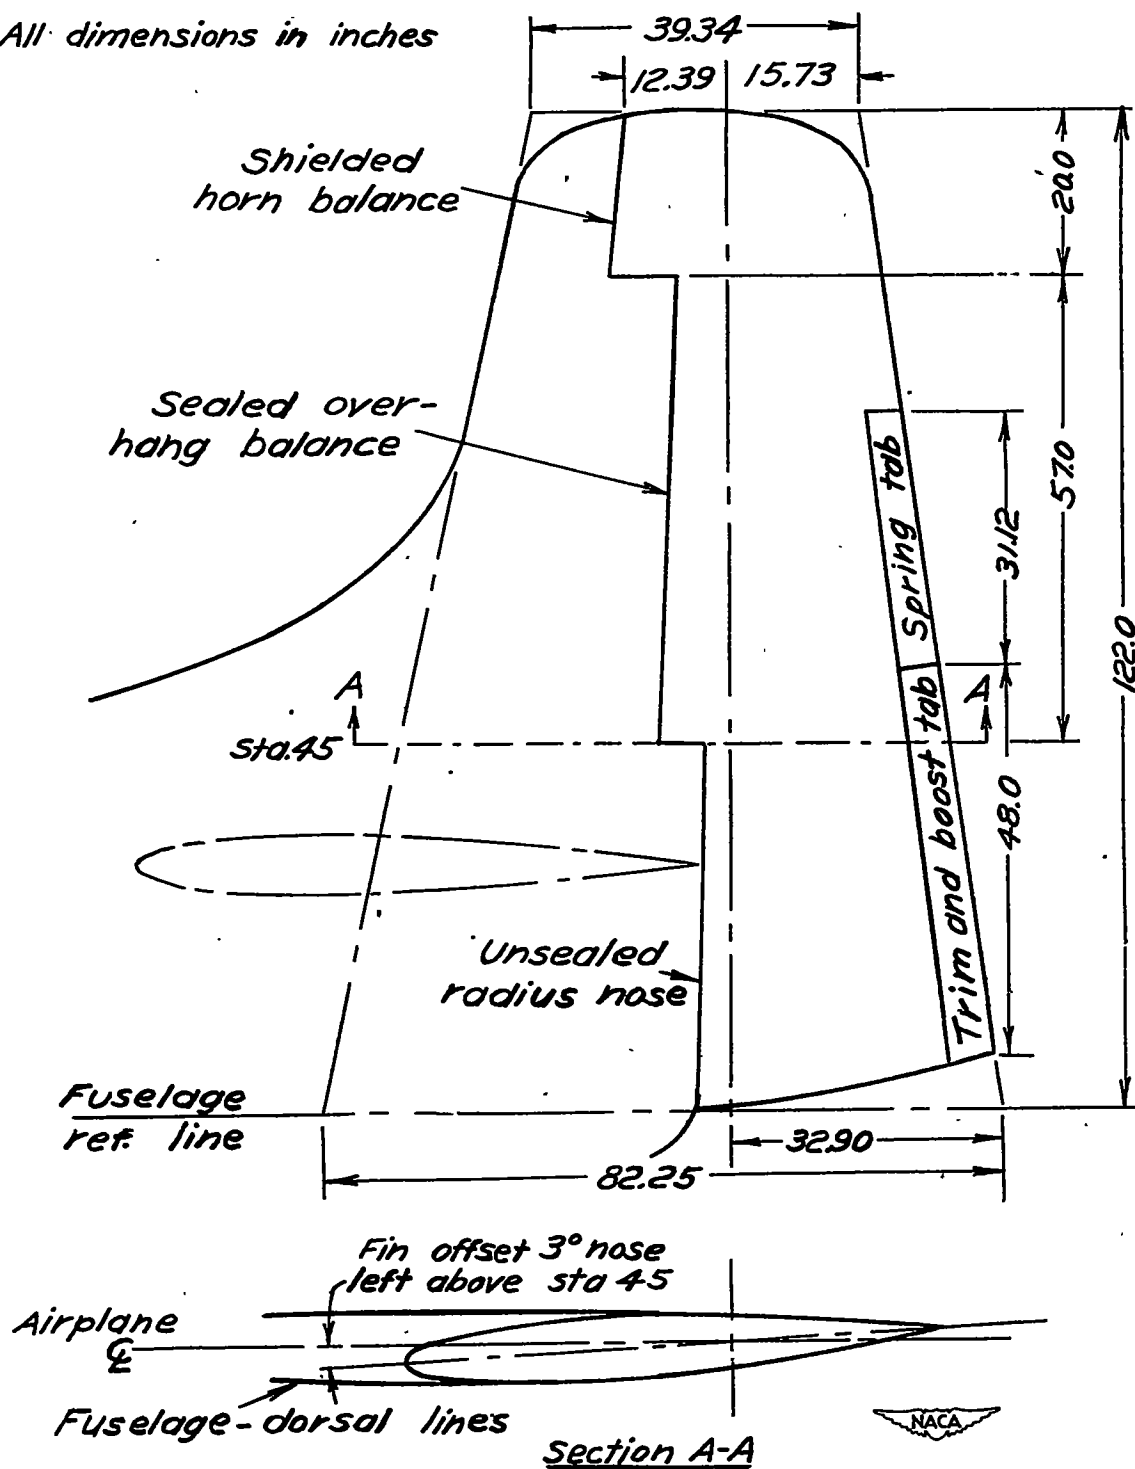 All dimensions in inches
39.34
12.39
15.73
Shielded
horn balance
20.0
Sealed over-
hang balance
57.0
31.12
Spring tab
122.0
A
A
Sta.45
48.0
Trim and boost tab
Unsealed
radius nose
Fuselage
ref. line
32.90
82.25
Fin offset 3° nose
left above sta 45
Airplane
℄
Fuselage-dorsal lines
NACA
Section A-A